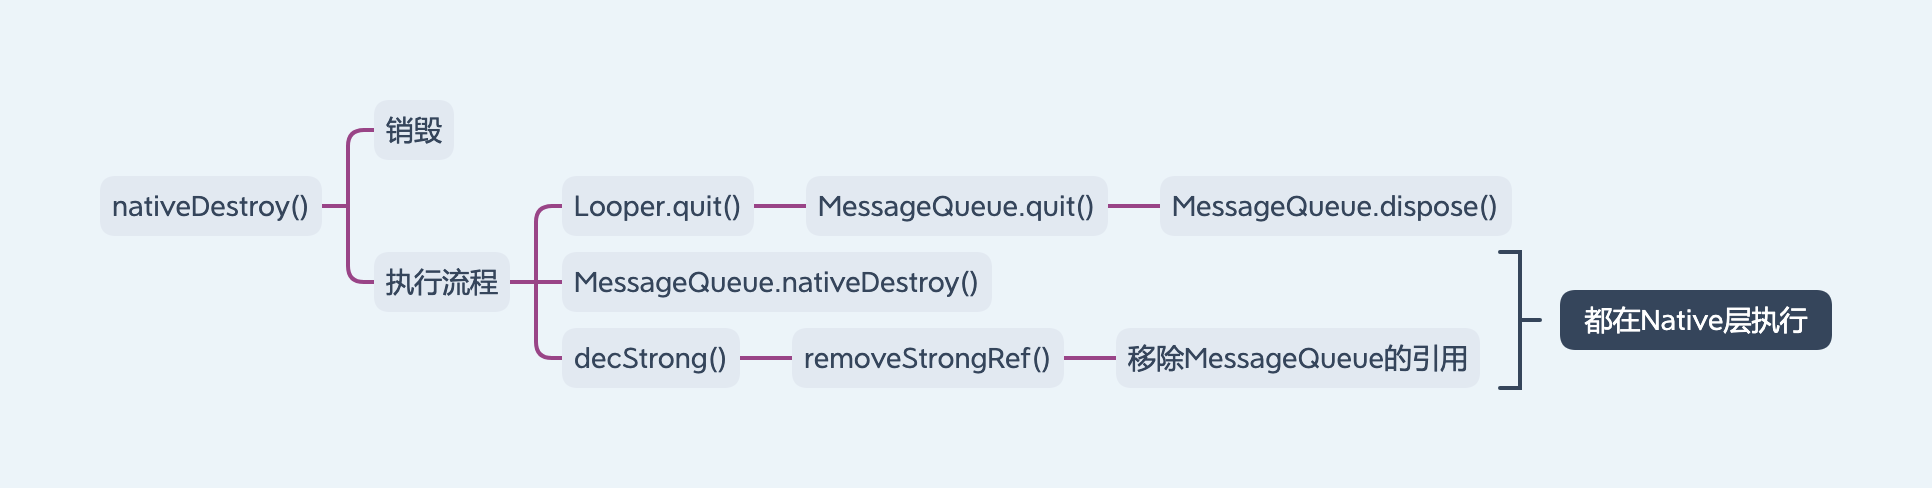 nativeDestroy()
销毁
执行流程
Looper.quit()
MessageQueue.quit()
MessageQueue.dispose()
MessageQueue.nativeDestroy()
decStrong()
removeStrongRef()
移除MessageQueue的引用
都在Native层执行